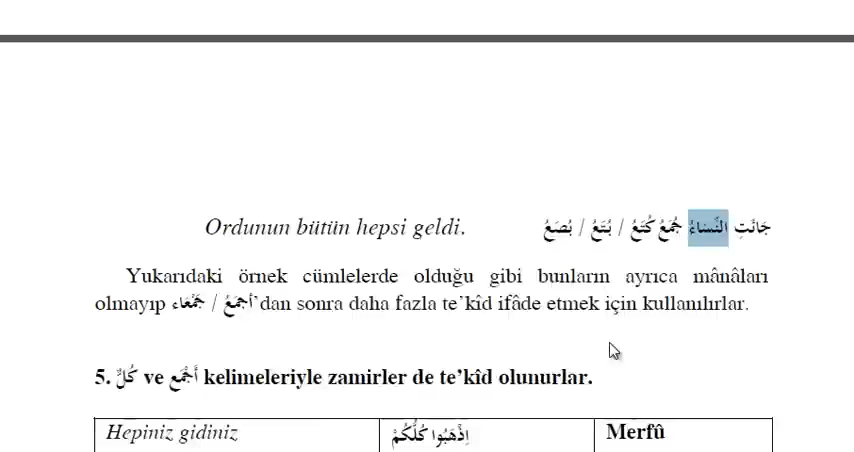 Ordunun bütün hepsi geldi. جَائَتِ النِّسَاءُ جُمَعُ كُتَعُ / بُتَعُ / بُصَعُ
Yukarıdaki örnek cümlelerde olduğu gibi bunların ayrıca mânâları
olmayıp أَجْمَعُ / جَمْعَاء'dan sonra daha fazla te'kîd ifâde etmek için kullanılırlar.
5. كُلٌّ ve أَجْمَع kelimeleriyle zamirler de te'kîd olunurlar.
Hepiniz gidiniz إِذْهَبُوا كُلُّكُمْ Merfû